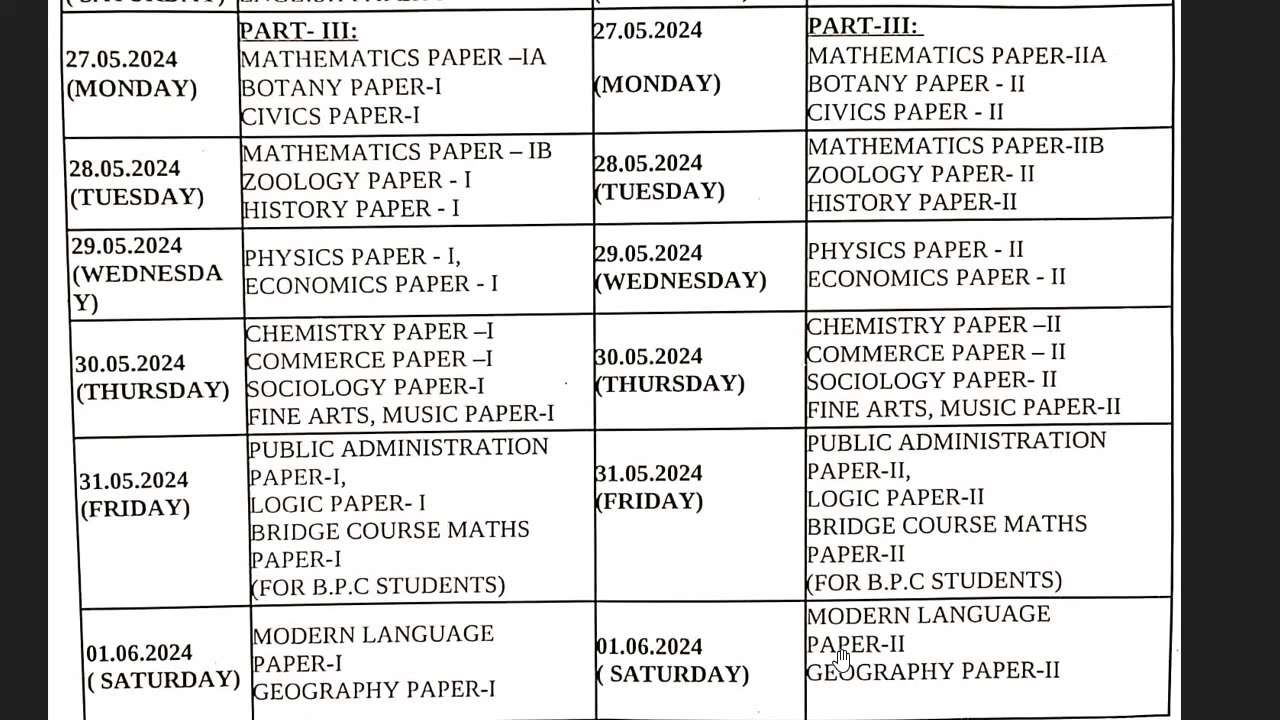 PART- III:
27.05.2024
(MONDAY)
MATHEMATICS PAPER –IA
BOTANY PAPER-I
CIVICS PAPER-I
27.05.2024
(MONDAY)
PART-III:
MATHEMATICS PAPER-IIA
BOTANY PAPER - II
CIVICS PAPER - II
28.05.2024
(TUESDAY)
MATHEMATICS PAPER – IB
ZOOLOGY PAPER - I
HISTORY PAPER - I
28.05.2024
(TUESDAY)
MATHEMATICS PAPER-IIB
ZOOLOGY PAPER- II
HISTORY PAPER-II
29.05.2024
(WEDNESDA
Y)
PHYSICS PAPER - I,
ECONOMICS PAPER - I
29.05.2024
(WEDNESDAY)
PHYSICS PAPER - II
ECONOMICS PAPER - II
30.05.2024
(THURSDAY)
CHEMISTRY PAPER –I
COMMERCE PAPER –I
SOCIOLOGY PAPER-I
FINE ARTS, MUSIC PAPER-I
30.05.2024
(THURSDAY)
CHEMISTRY PAPER –II
COMMERCE PAPER – II
SOCIOLOGY PAPER- II
FINE ARTS, MUSIC PAPER-II
31.05.2024
(FRIDAY)
PUBLIC ADMINISTRATION
PAPER-I,
LOGIC PAPER- I
BRIDGE COURSE MATHS
PAPER-I
(FOR B.P.C STUDENTS)
31.05.2024
(FRIDAY)
PUBLIC ADMINISTRATION
PAPER-II,
LOGIC PAPER-II
BRIDGE COURSE MATHS
PAPER-II
(FOR B.P.C STUDENTS)
01.06.2024
( SATURDAY)
MODERN LANGUAGE
PAPER-I
GEOGRAPHY PAPER-I
01.06.2024
( SATURDAY)
MODERN LANGUAGE
PAPER-II
GEOGRAPHY PAPER-II